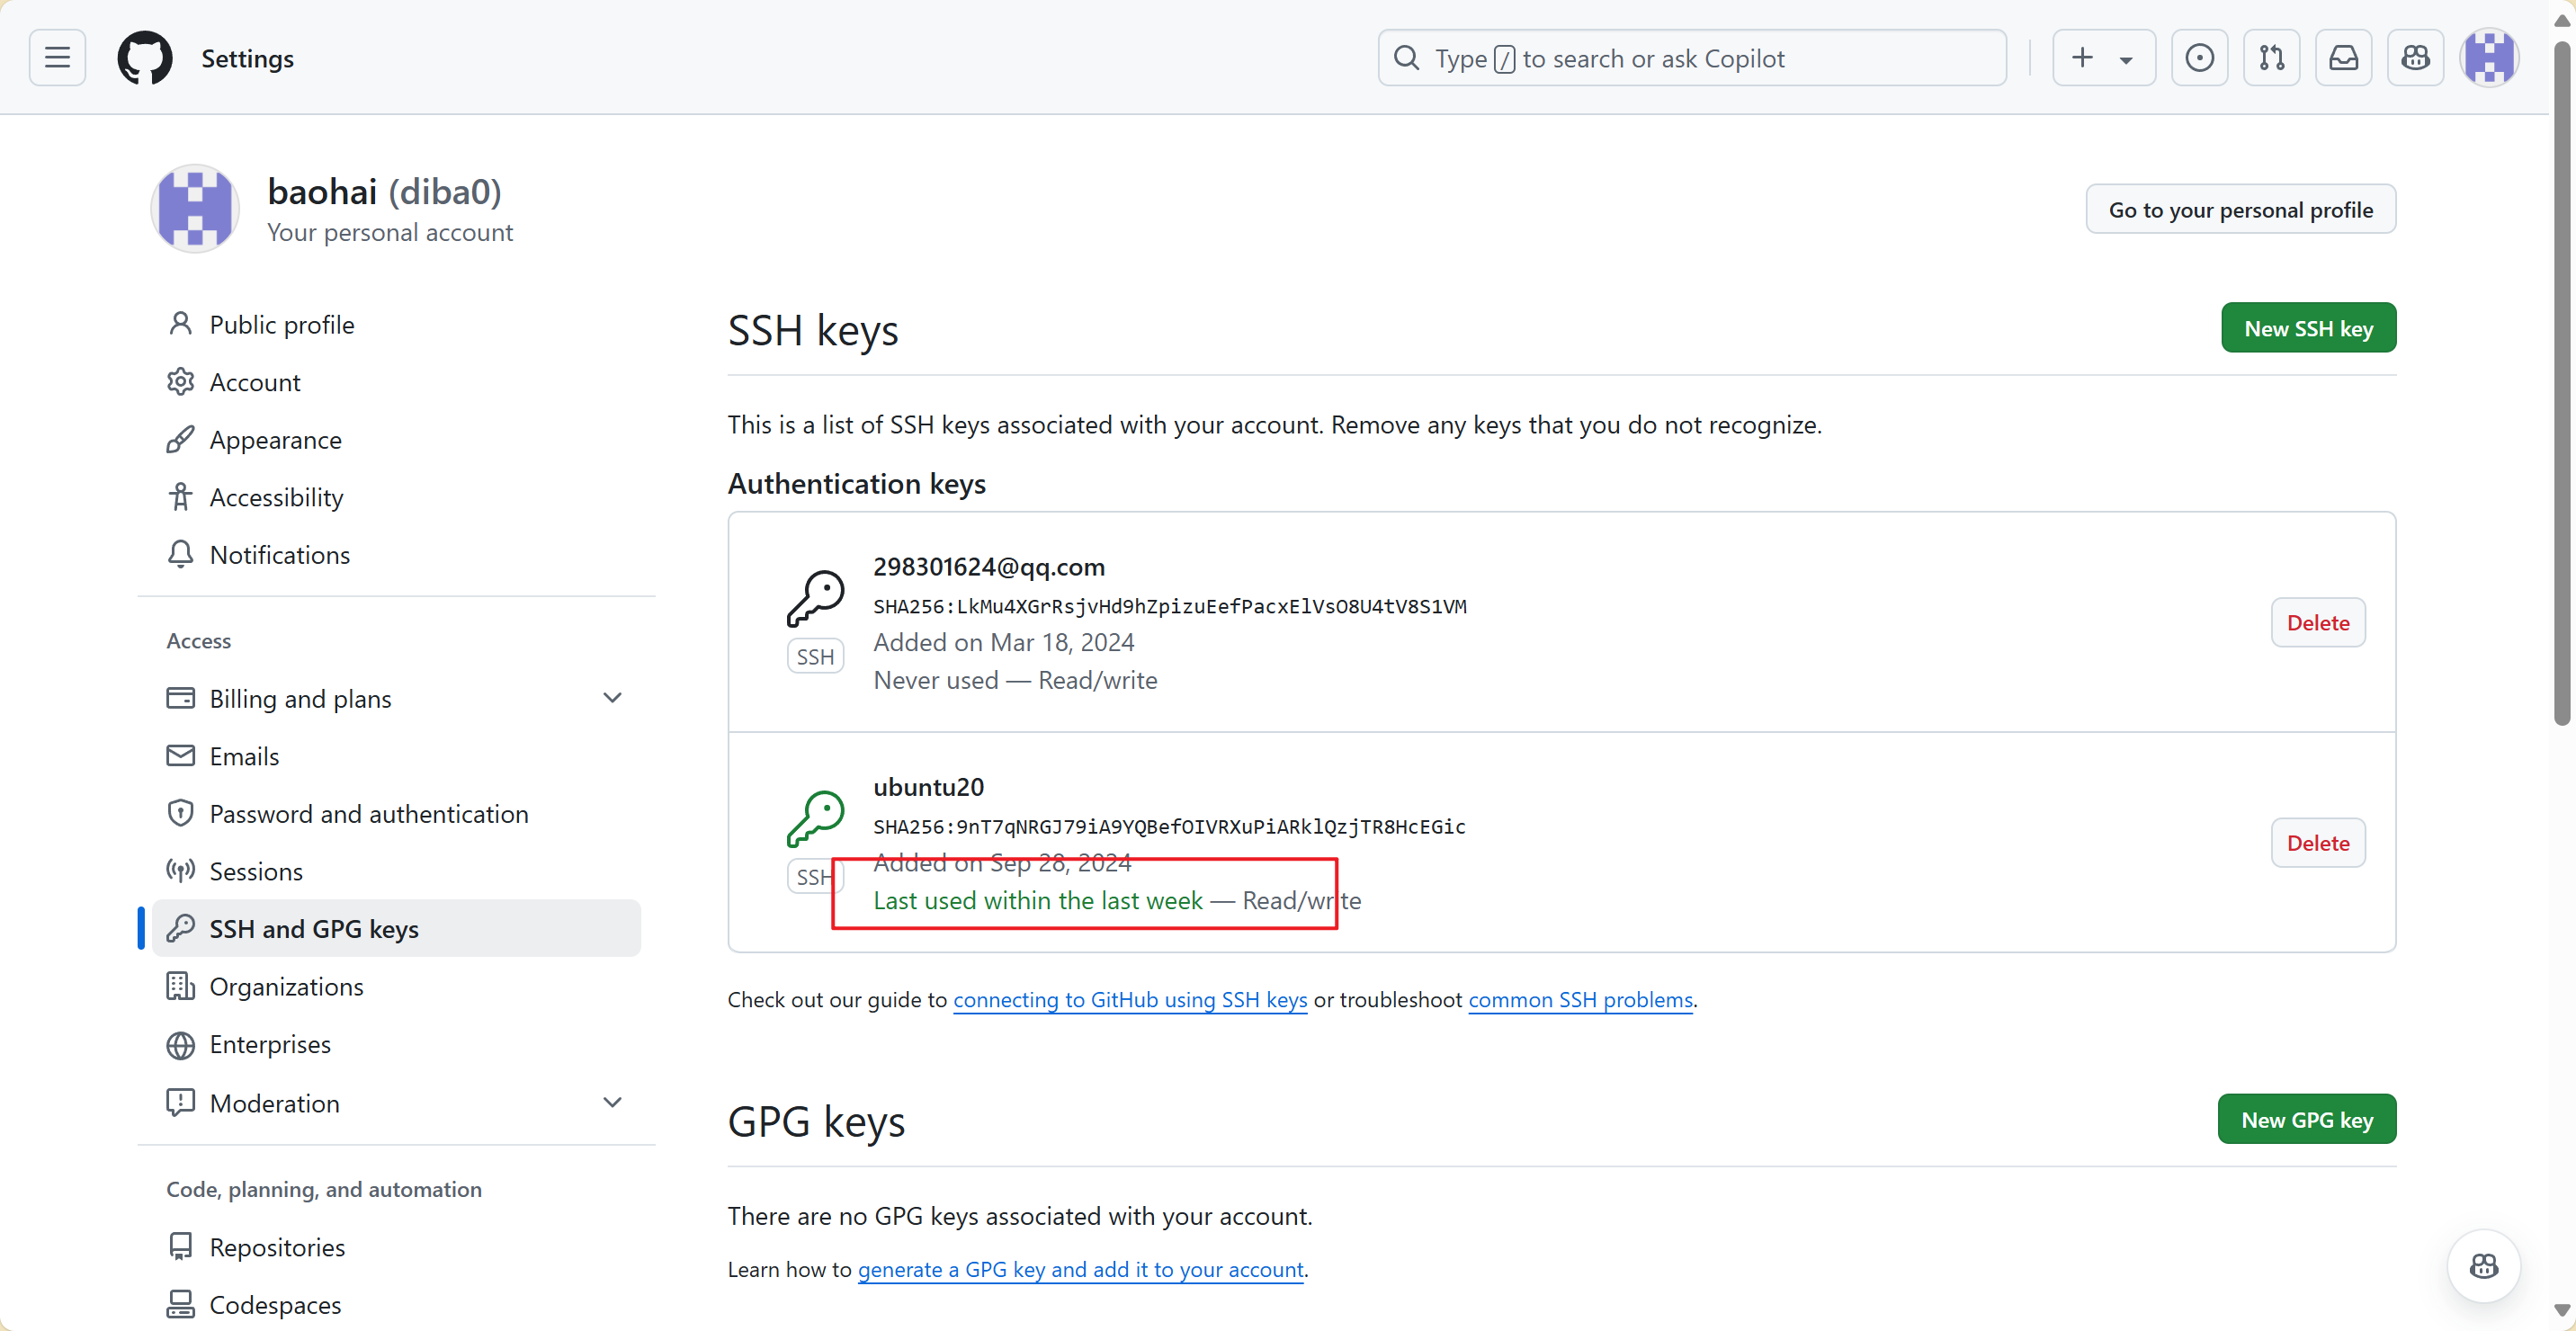 Settings
Type / to search or ask Copilot
baohai (diba0)
Your personal account
Go to your personal profile
Public profile
Account
Appearance
Accessibility
Notifications
Access
Billing and plans
Emails
Password and authentication
Sessions
SSH and GPG keys
Organizations
Enterprises
Moderation
Code, planning, and automation
Repositories
Codespaces
SSH keys
New SSH key
This is a list of SSH keys associated with your account. Remove any keys that you do not recognize.
Authentication keys
298301624@qq.com
SHA256:LkMu4XGrRsjvHd9hZpizuEefPacxElVsO8U4tV8S1VM
Added on Mar 18, 2024
Never used — Read/write
SSH
Delete
ubuntu20
SHA256:9nT7qNRGJ79iA9YQBefOIVRXuPiARklQzjTR8HcEGic
Added on Sep 28, 2024
Last used within the last week — Read/write
SSH
Delete
Check out our guide to connecting to GitHub using SSH keys or troubleshoot common SSH problems.
GPG keys
New GPG key
There are no GPG keys associated with your account.
Learn how to generate a GPG key and add it to your account.